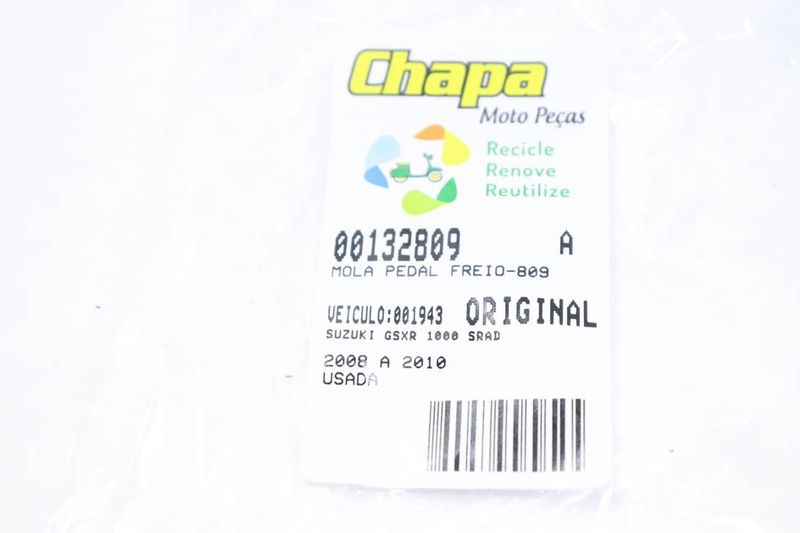 Chapa
Moto Peças
Recicle
Renove
Reutilize
00132809 A
MOLA PEDAL FREIO-809
VEICULO:001943 ORIGINAL
SUZUKI GSXR 1000 SRAD
2008 A 2010
USADA